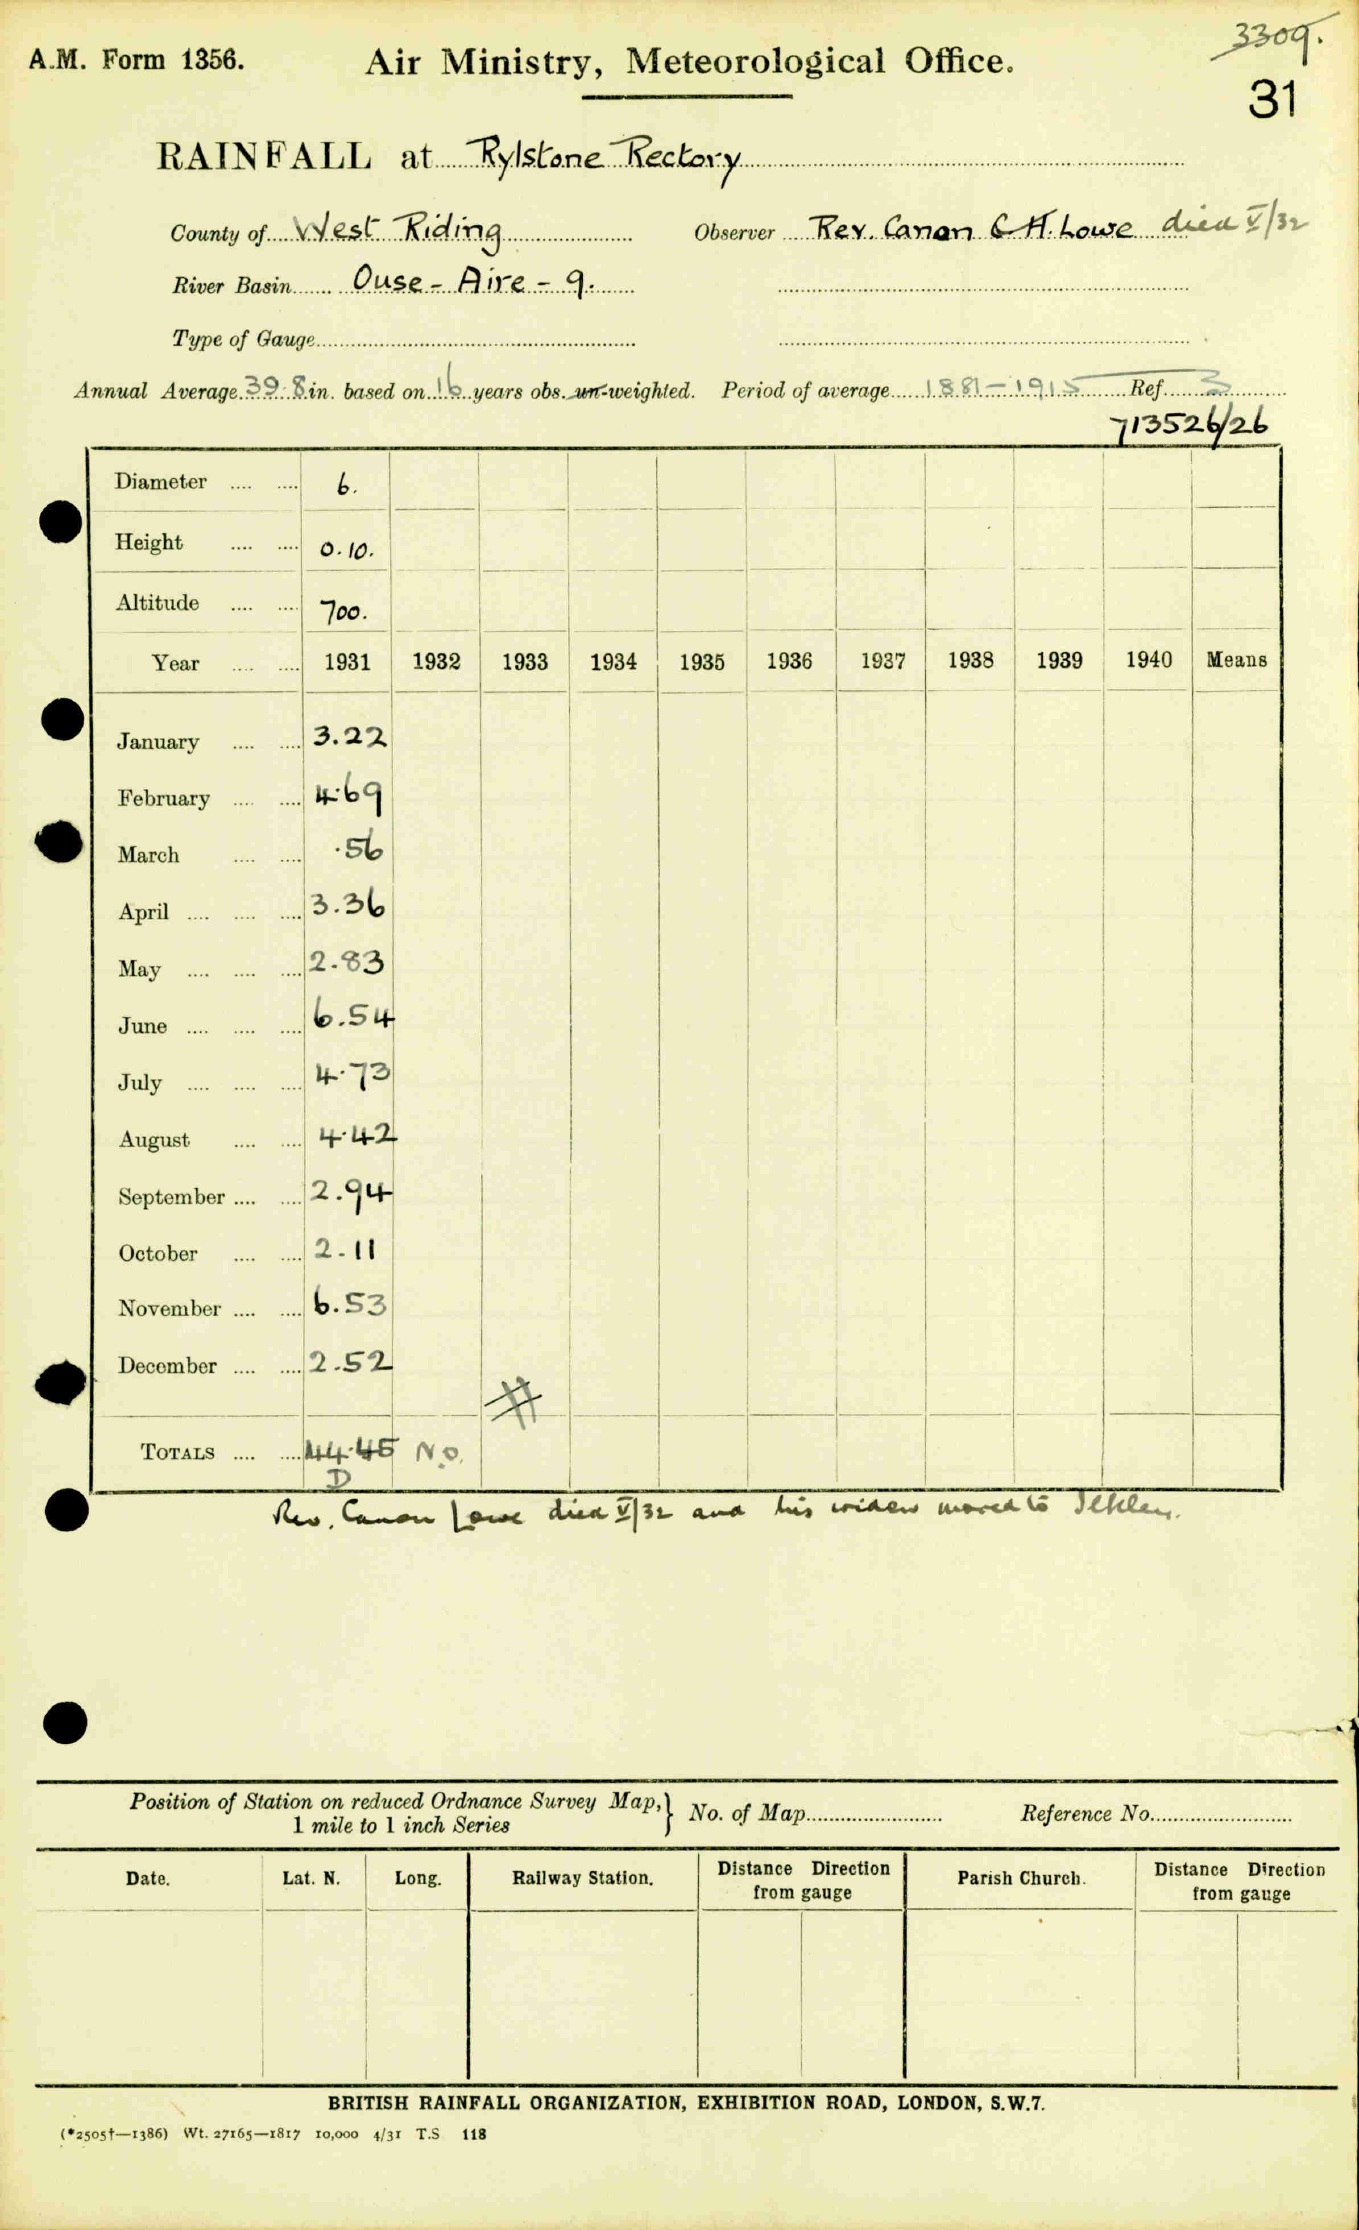 3309.
A.M. Form 1356. Air Ministry, Meteorological Office.
31
RAINFALL at Rylstone Rectory
County of West Riding Observer Rev. Canon C H. Lowe died V/32
River Basin Ouse - Aire - 9.
Type of Gauge
Annual Average 39.8 in. based on 16 years obs. un-weighted. Period of average 1881-1915 Ref. 3
713526/26
Diameter 6.
Height 0.10.
Altitude 700.
Year 1931 1932 1933 1934 1935 1936 1937 1938 1939 1940 Means
January 3.22
February 4.69
March .56
April 3.36
May 2.83
June 6.54
July 4.73
August 4.42
September 2.94
October 2.11
November 6.53
December 2.52
TOTALS 44.45 N.O.
D
Rev. Canon Lowe died V/32 and his widow moved to Ilkley.
Position of Station on reduced Ordnance Survey Map, } No. of Map Reference No.
1 mile to 1 inch Series
Date. Lat. N. Long. Railway Station. Distance Direction from gauge Parish Church. Distance Direction from gauge
BRITISH RAINFALL ORGANIZATION, EXHIBITION ROAD, LONDON, S.W.7.
(*2505†—1386) Wt. 27165—1817 10,000 4/31 T.S 118